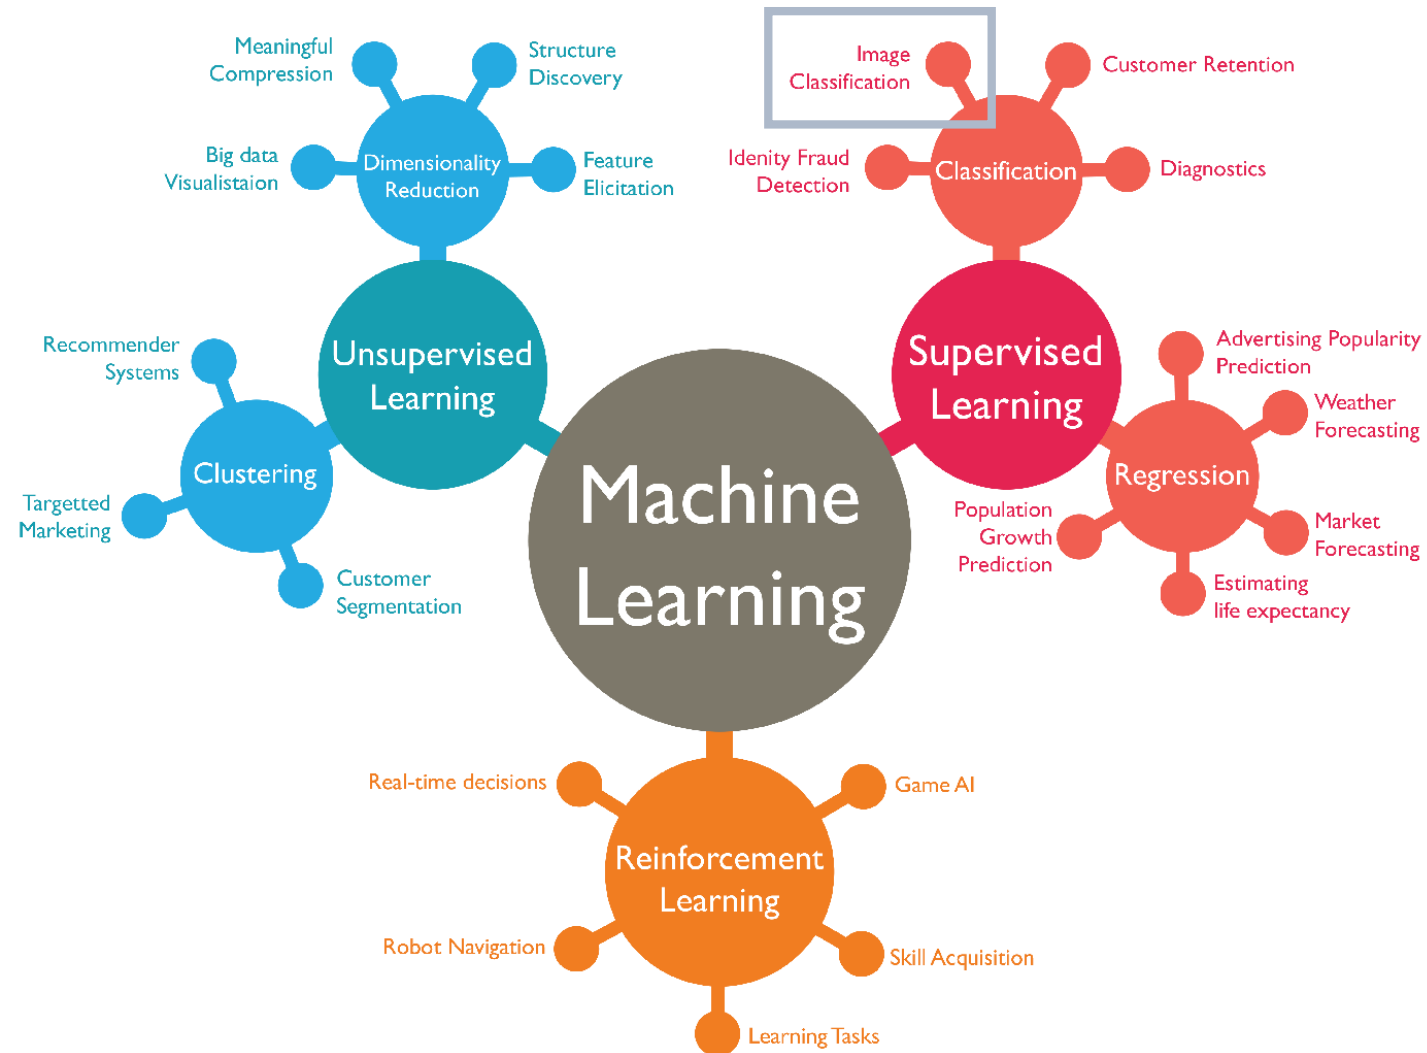 Meaningful
Compression
Structure
Discovery
Big data
Visualistaion
Dimensionality
Reduction
Feature
Elicitation
Image
Classification
Customer Retention
Idenity Fraud
Detection
Classification
Diagnostics
Unsupervised
Learning
Recommender
Systems
Clustering
Targetted
Marketing
Customer
Segmentation
Supervised
Learning
Advertising Popularity
Prediction
Weather
Forecasting
Regression
Population
Growth
Prediction
Market
Forecasting
Estimating
life expectancy
Machine
Learning
Real-time decisions
Game AI
Reinforcement
Learning
Robot Navigation
Skill Acquisition
Learning Tasks